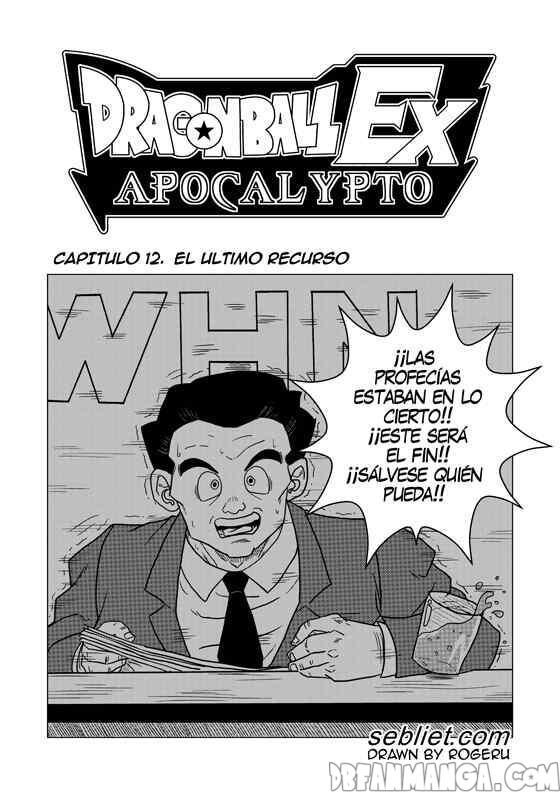 DRAGONBALL EX
APOCALYPTO
CAPITULO 12. EL ULTIMO RECURSO
WHN
¡¡LAS
PROFECÍAS
ESTABAN EN LO
CIERTO!!
¡¡ESTE SERÁ
EL FIN!!
¡¡SÁLVESE QUIÉN
PUEDA!!
sebliet.com
DRAWN BY ROGERU
DBFANMANGA.COM